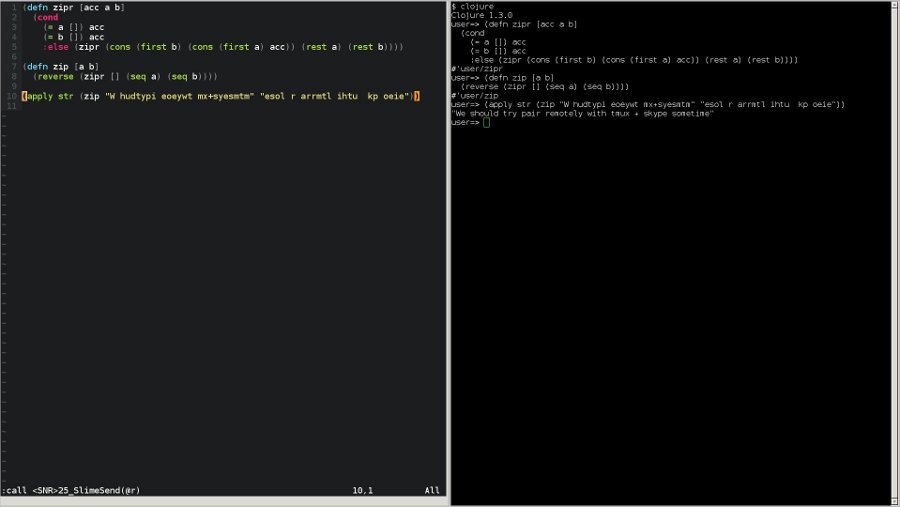 1 (defn zipr [acc a b]
2   (cond
3     (= a []) acc
4     (= b []) acc
5     :else (zipr (cons (first b) (cons (first a) acc)) (rest a) (rest b))))
6
7 (defn zip [a b]
8   (reverse (zipr [] (seq a) (seq b))))
9
10 (apply str (zip "W hudtypi eoeywt mx+syesmtm" "esol r arrmtl ihtu  kp oeie"))
11
:call <SNR>25_SlimeSend(@r) 10,1 All
$ clojure
Clojure 1.3.0
user=> (defn zipr [acc a b]
  (cond
    (= a []) acc
    (= b []) acc
    :else (zipr (cons (first b) (cons (first a) acc)) (rest a) (rest b))))
#'user/zipr
user=> (defn zip [a b]
  (reverse (zipr [] (seq a) (seq b))))
#'user/zip
user=> (apply str (zip "W hudtypi eoeywt mx+syesmtm" "esol r arrmtl ihtu  kp oeie"))
"We should try pair remotely with tmux + skype sometime"
user=>